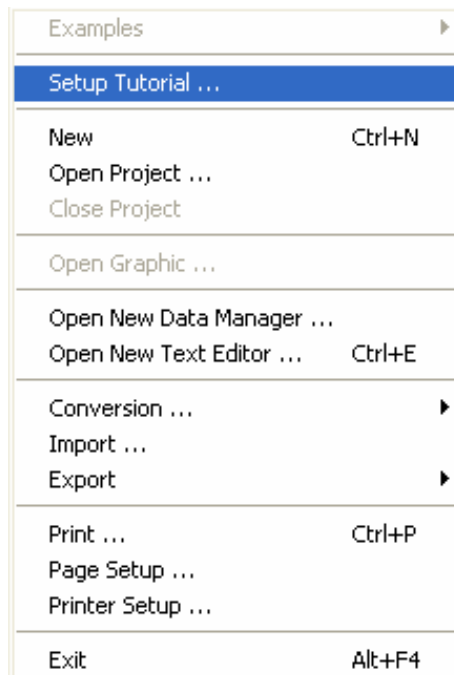 Examples
Setup Tutorial ...
New Ctrl+N
Open Project ...
Close Project
Open Graphic ...
Open New Data Manager ...
Open New Text Editor ... Ctrl+E
Conversion ...
Import ...
Export
Print ... Ctrl+P
Page Setup ...
Printer Setup ...
Exit Alt+F4